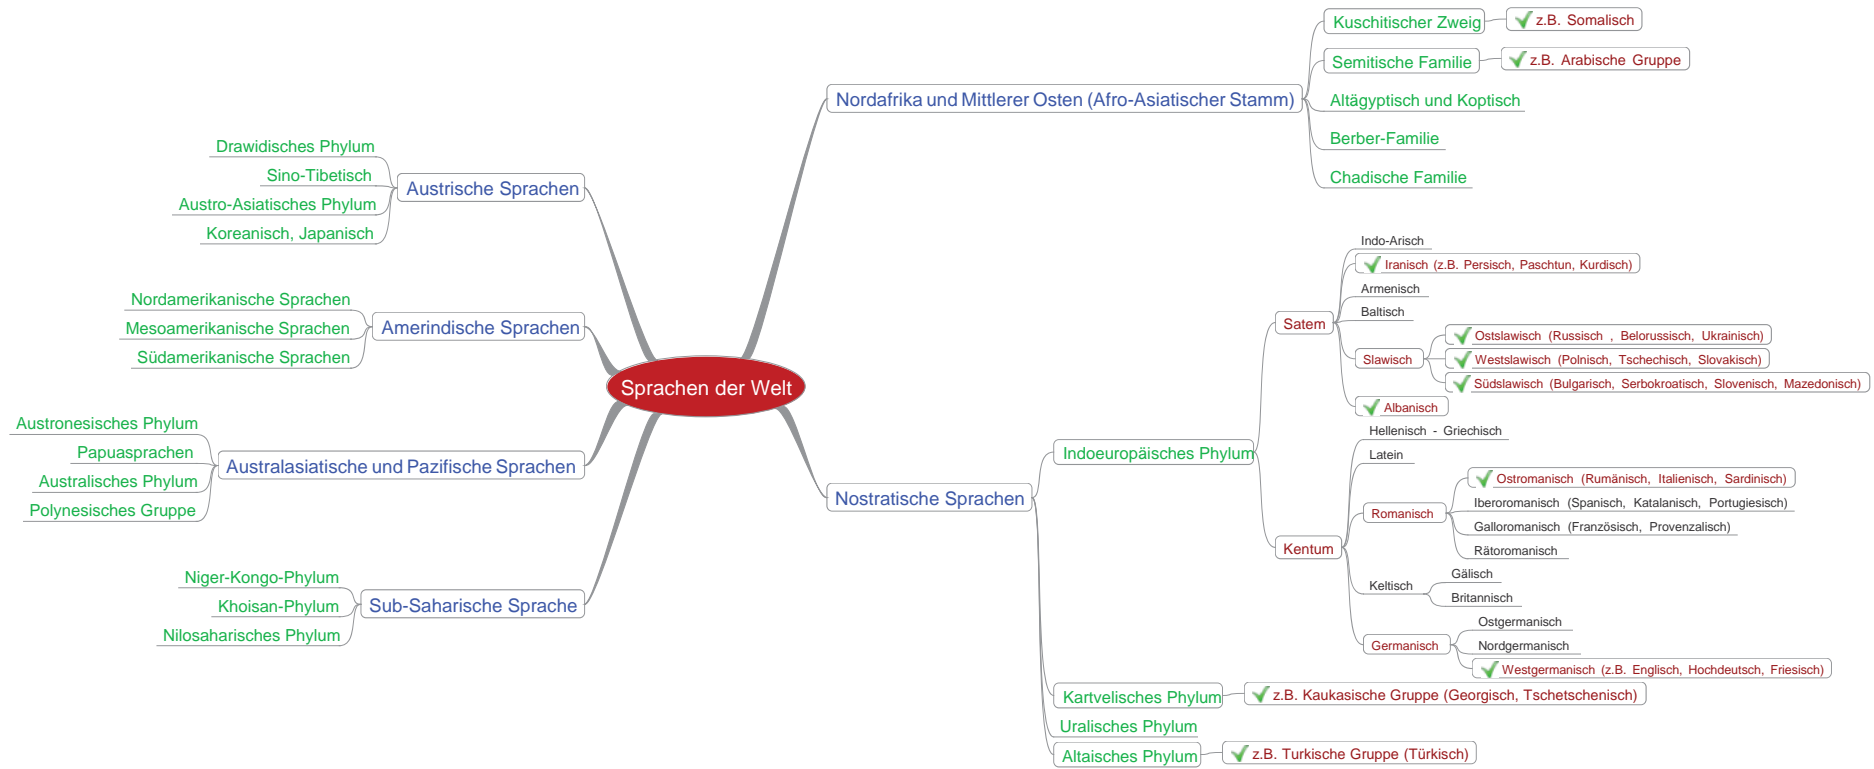 Sprachen der Welt
Nordafrika und Mittlerer Osten (Afro-Asiatischer Stamm)
Kuschitischer Zweig
z.B. Somalisch
Semitische Familie
z.B. Arabische Gruppe
Altägyptisch und Koptisch
Berber-Familie
Chadische Familie
Nostratische Sprachen
Indoeuropäisches Phylum
Satem
Indo-Arisch
Iranisch (z.B. Persisch, Paschtun, Kurdisch)
Armenisch
Baltisch
Slawisch
Ostslawisch (Russisch , Belorussisch, Ukrainisch)
Westslawisch (Polnisch, Tschechisch, Slovakisch)
Südslawisch (Bulgarisch, Serbokroatisch, Slovenisch, Mazedonisch)
Albanisch
Kentum
Hellenisch - Griechisch
Latein
Romanisch
Ostromanisch (Rumänisch, Italienisch, Sardinisch)
Iberoromanisch (Spanisch, Katalanisch, Portugiesisch)
Galloromanisch (Französisch, Provenzalisch)
Rätoromanisch
Keltisch
Gälisch
Britannisch
Germanisch
Ostgermanisch
Nordgermanisch
Westgermanisch (z.B. Englisch, Hochdeutsch, Friesisch)
Kartvelisches Phylum
z.B. Kaukasische Gruppe (Georgisch, Tschetschenisch)
Uralisches Phylum
Altaisches Phylum
z.B. Turkische Gruppe (Türkisch)
Austrische Sprachen
Drawidisches Phylum
Sino-Tibetisch
Austro-Asiatisches Phylum
Koreanisch, Japanisch
Amerindische Sprachen
Nordamerikanische Sprachen
Mesoamerikanische Sprachen
Südamerikanische Sprachen
Australasiatische und Pazifische Sprachen
Austronesisches Phylum
Papuasprachen
Australisches Phylum
Polynesisches Gruppe
Sub-Saharische Sprache
Niger-Kongo-Phylum
Khoisan-Phylum
Nilosaharisches Phylum